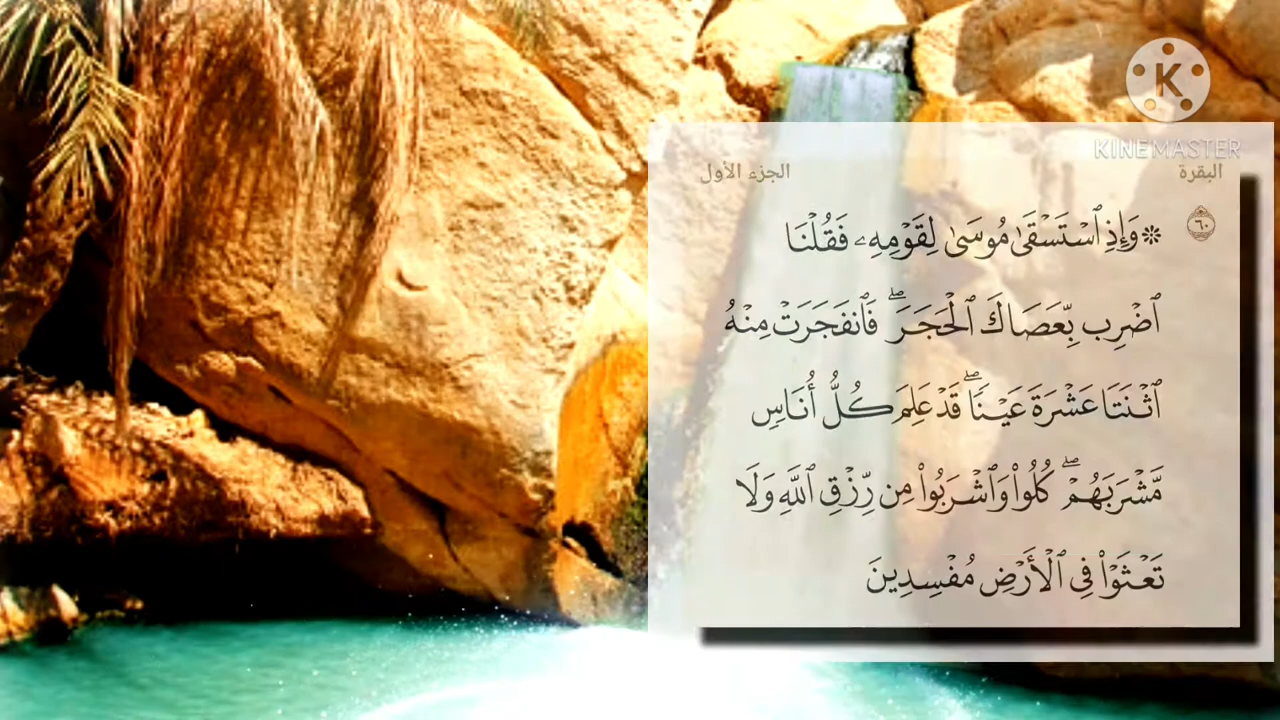 K
KINEMASTER
البقرة
الجزء الأول
٦٠
۞ وَإِذِ ٱسْتَسْقَىٰ مُوسَىٰ لِقَوْمِهِۦ فَقُلْنَا
ٱضْرِب بِّعَصَاكَ ٱلْحَجَرَ ۖ فَٱنفَجَرَتْ مِنْهُ
ٱثْنَتَا عَشْرَةَ عَيْنًا ۖ قَدْ عَلِمَ كُلُّ أُنَاسٍ
مَّشْرَبَهُمْ ۖ كُلُوا۟ وَٱشْرَبُوا۟ مِن رِّزْقِ ٱللَّهِ وَلَا
تَعْثَوْا۟ فِى ٱلْأَرْضِ مُفْسِدِينَ